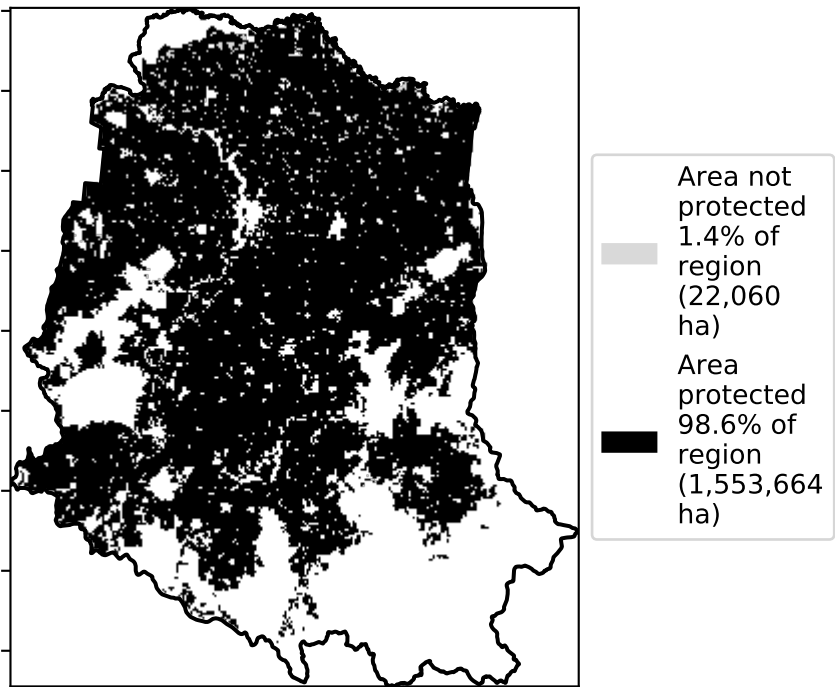 Area not
protected
1.4% of
region
(22,060
ha)
Area
protected
98.6% of
region
(1,553,664
ha)